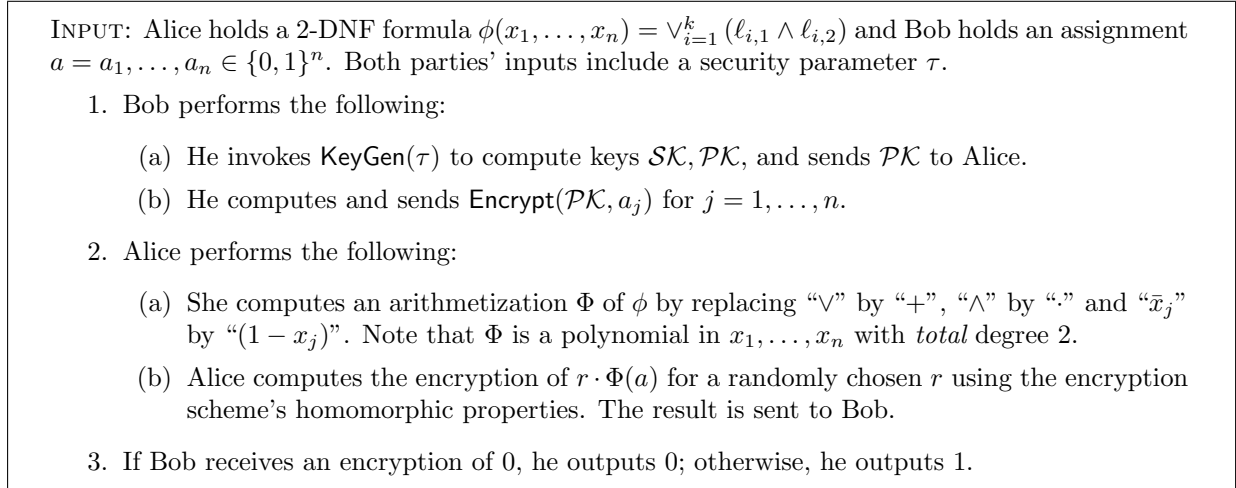 INPUT: Alice holds a 2-DNF formula ϕ(x₁, . . . , xₙ) = ∨ᵏᵢ₌₁ (ℓᵢ,₁ ∧ ℓᵢ,₂) and Bob holds an assignment
a = a₁, . . . , aₙ ∈ {0, 1}ⁿ. Both parties’ inputs include a security parameter τ.
1. Bob performs the following:
(a) He invokes KeyGen(τ) to compute keys 𝒮𝒦, 𝒫𝒦, and sends 𝒫𝒦 to Alice.
(b) He computes and sends Encrypt(𝒫𝒦, aⱼ) for j = 1, . . . , n.
2. Alice performs the following:
(a) She computes an arithmetization Φ of ϕ by replacing “∨” by “+”, “∧” by “·” and “x̄ⱼ”
by “(1 − xⱼ)”. Note that Φ is a polynomial in x₁, . . . , xₙ with total degree 2.
(b) Alice computes the encryption of r · Φ(a) for a randomly chosen r using the encryption
scheme’s homomorphic properties. The result is sent to Bob.
3. If Bob receives an encryption of 0, he outputs 0; otherwise, he outputs 1.